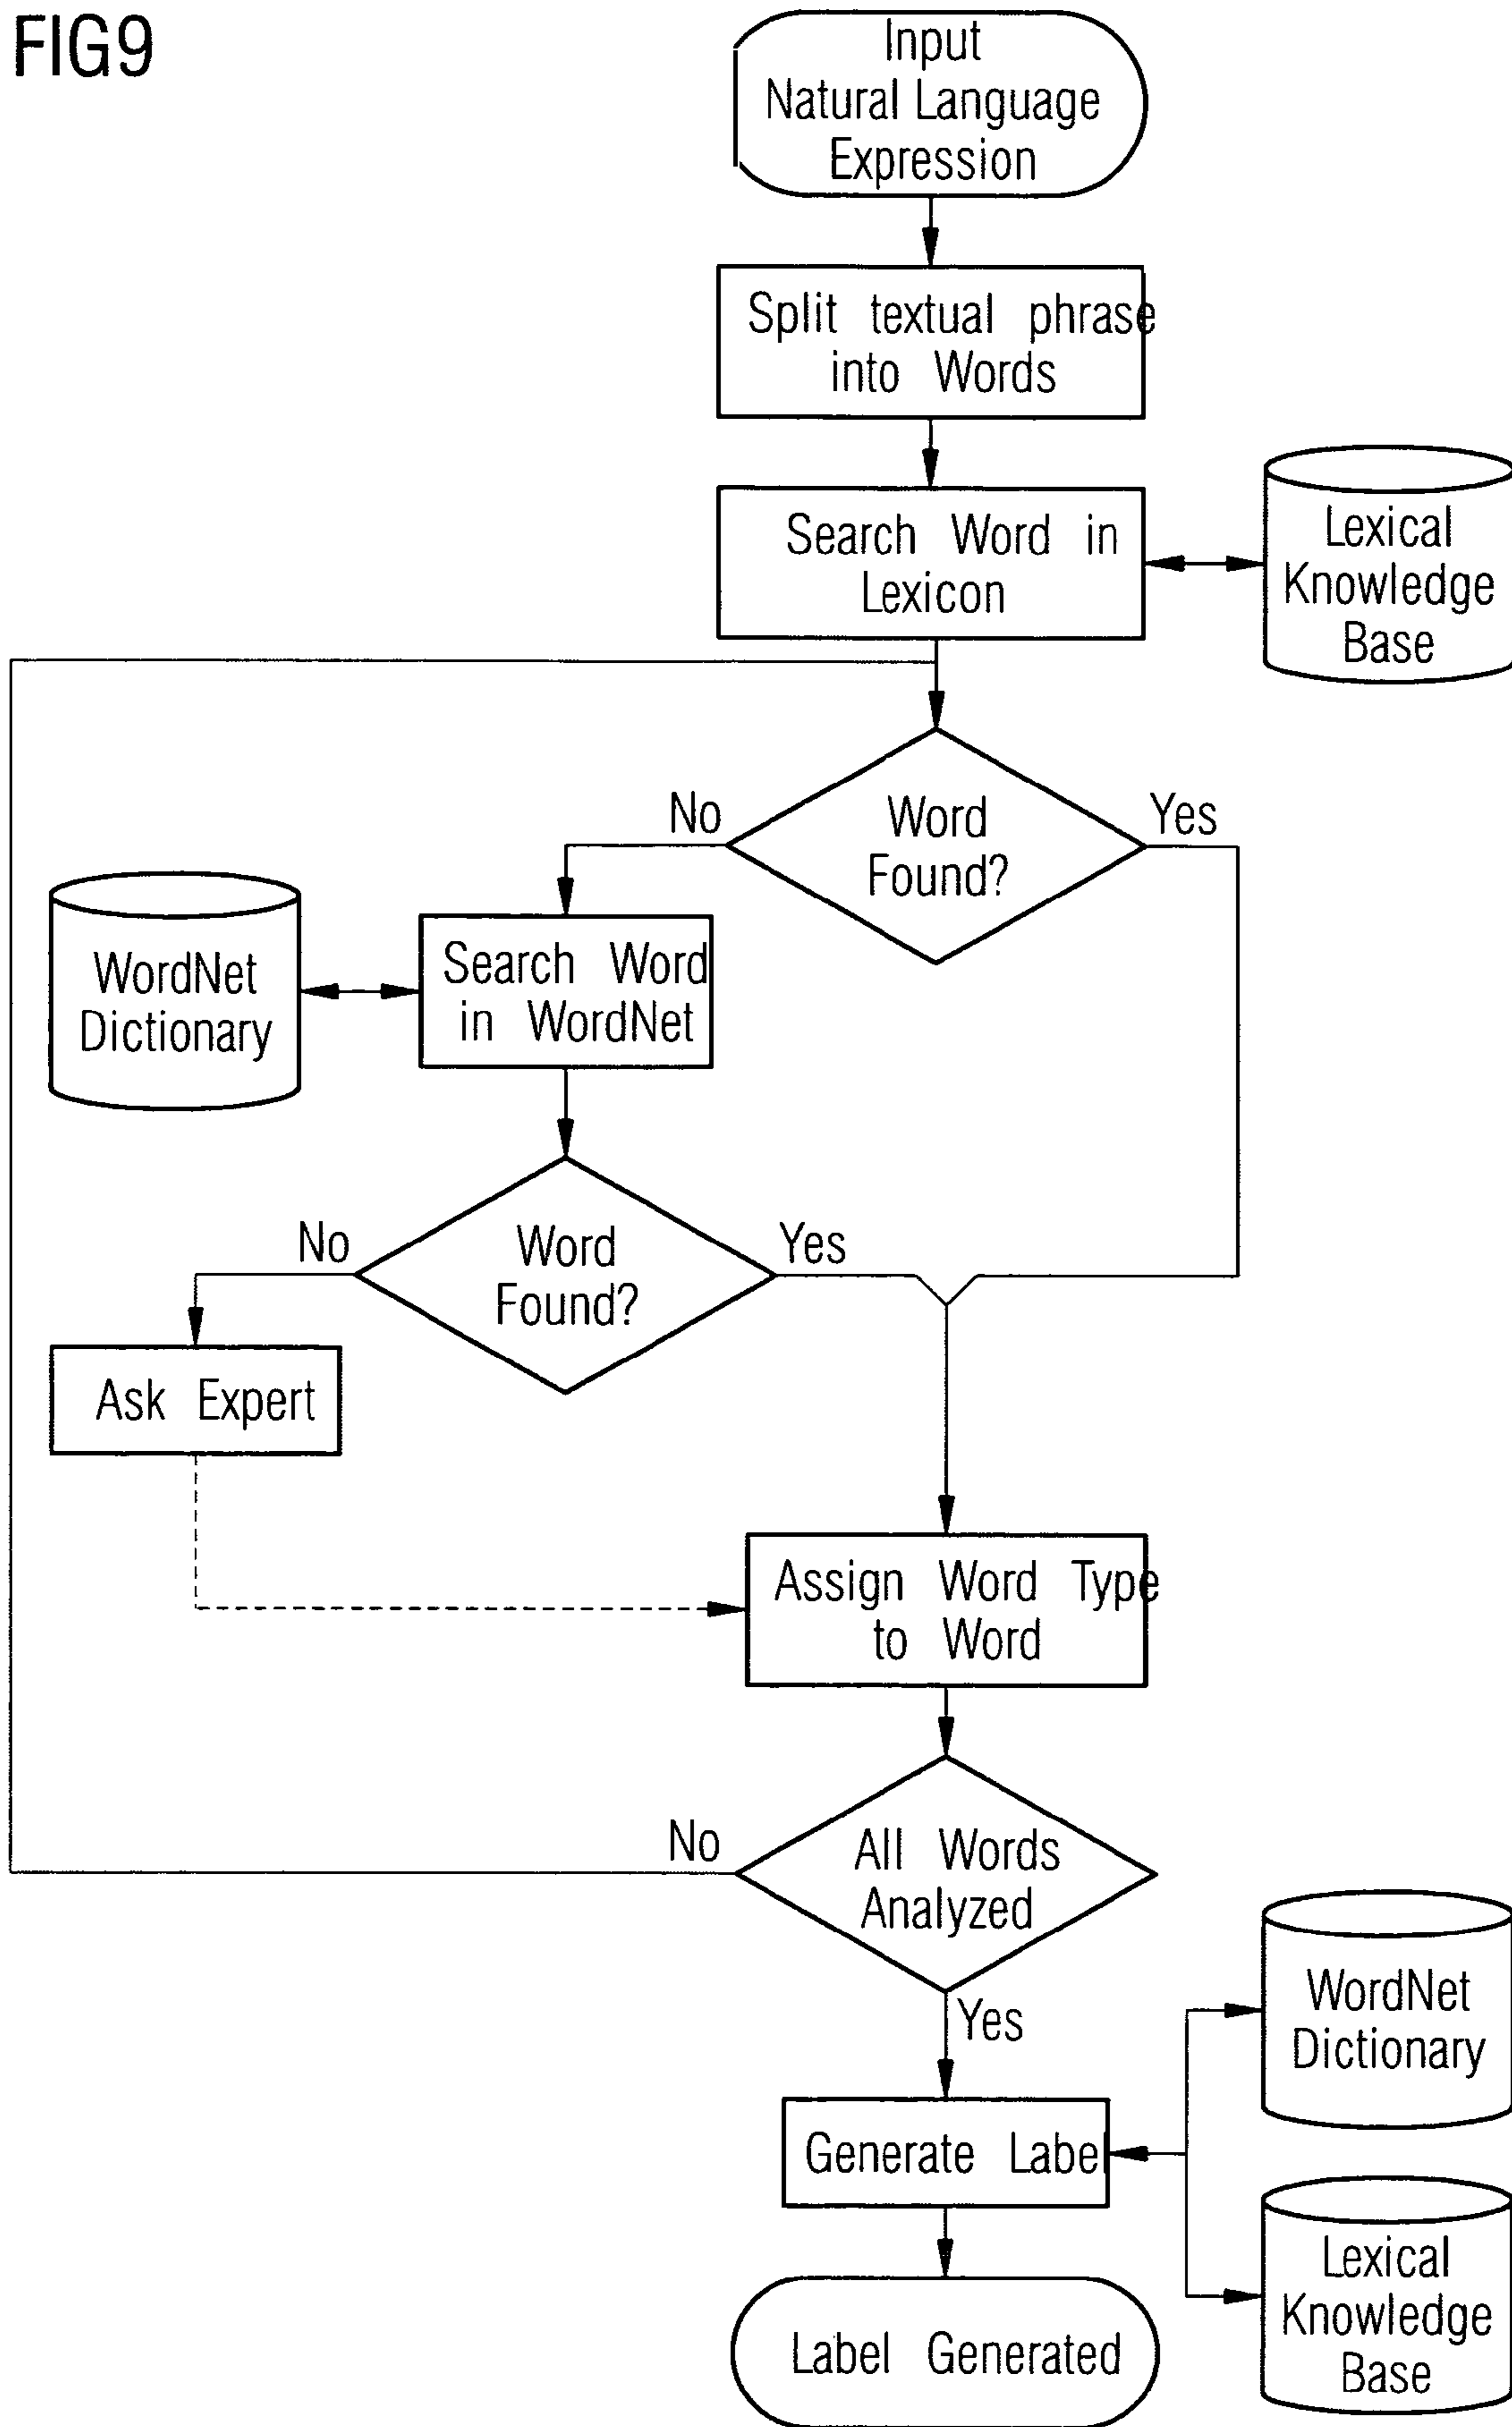 FIG9
Input
Natural Language
Expression
Split textual phrase
into Words
Search Word in
Lexicon
Lexical
Knowledge
Base
No
Word
Found?
Yes
WordNet
Dictionary
Search Word
in WordNet
No
Word
Found?
Yes
Ask Expert
Assign Word Type
to Word
No
All Words
Analyzed
Yes
WordNet
Dictionary
Generate Label
Lexical
Knowledge
Base
Label Generated